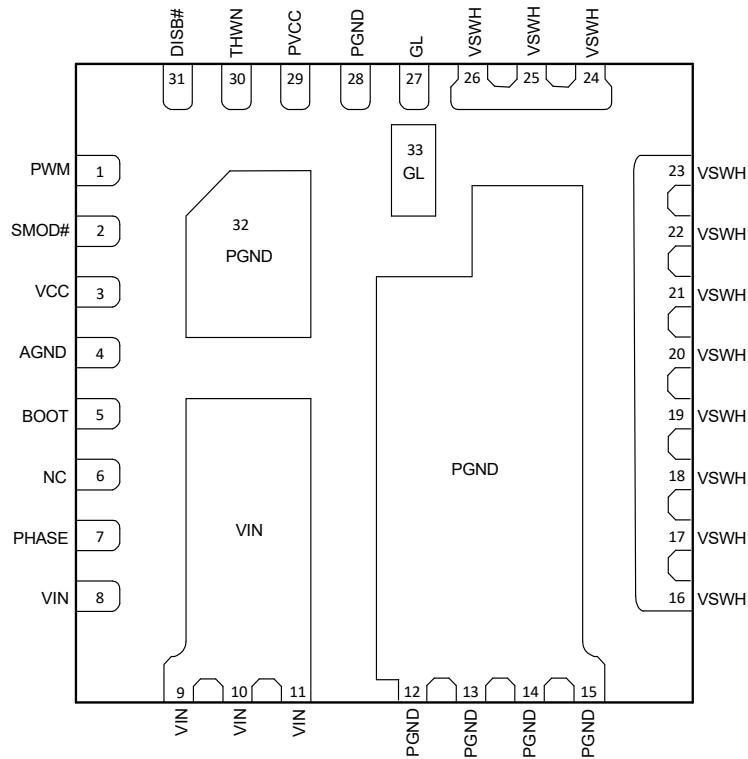 DISB#
THWN
PVCC
PGND
GL
VSWH
VSWH
VSWH
31
30
29
28
27
26
25
24
PWM 1
SMOD# 2
VCC 3
AGND 4
BOOT 5
NC 6
PHASE 7
VIN 8
33
GL
32
PGND
VIN
PGND
23 VSWH
22 VSWH
21 VSWH
20 VSWH
19 VSWH
18 VSWH
17 VSWH
16 VSWH
9
10
11
12
13
14
15
VIN
VIN
VIN
PGND
PGND
PGND
PGND